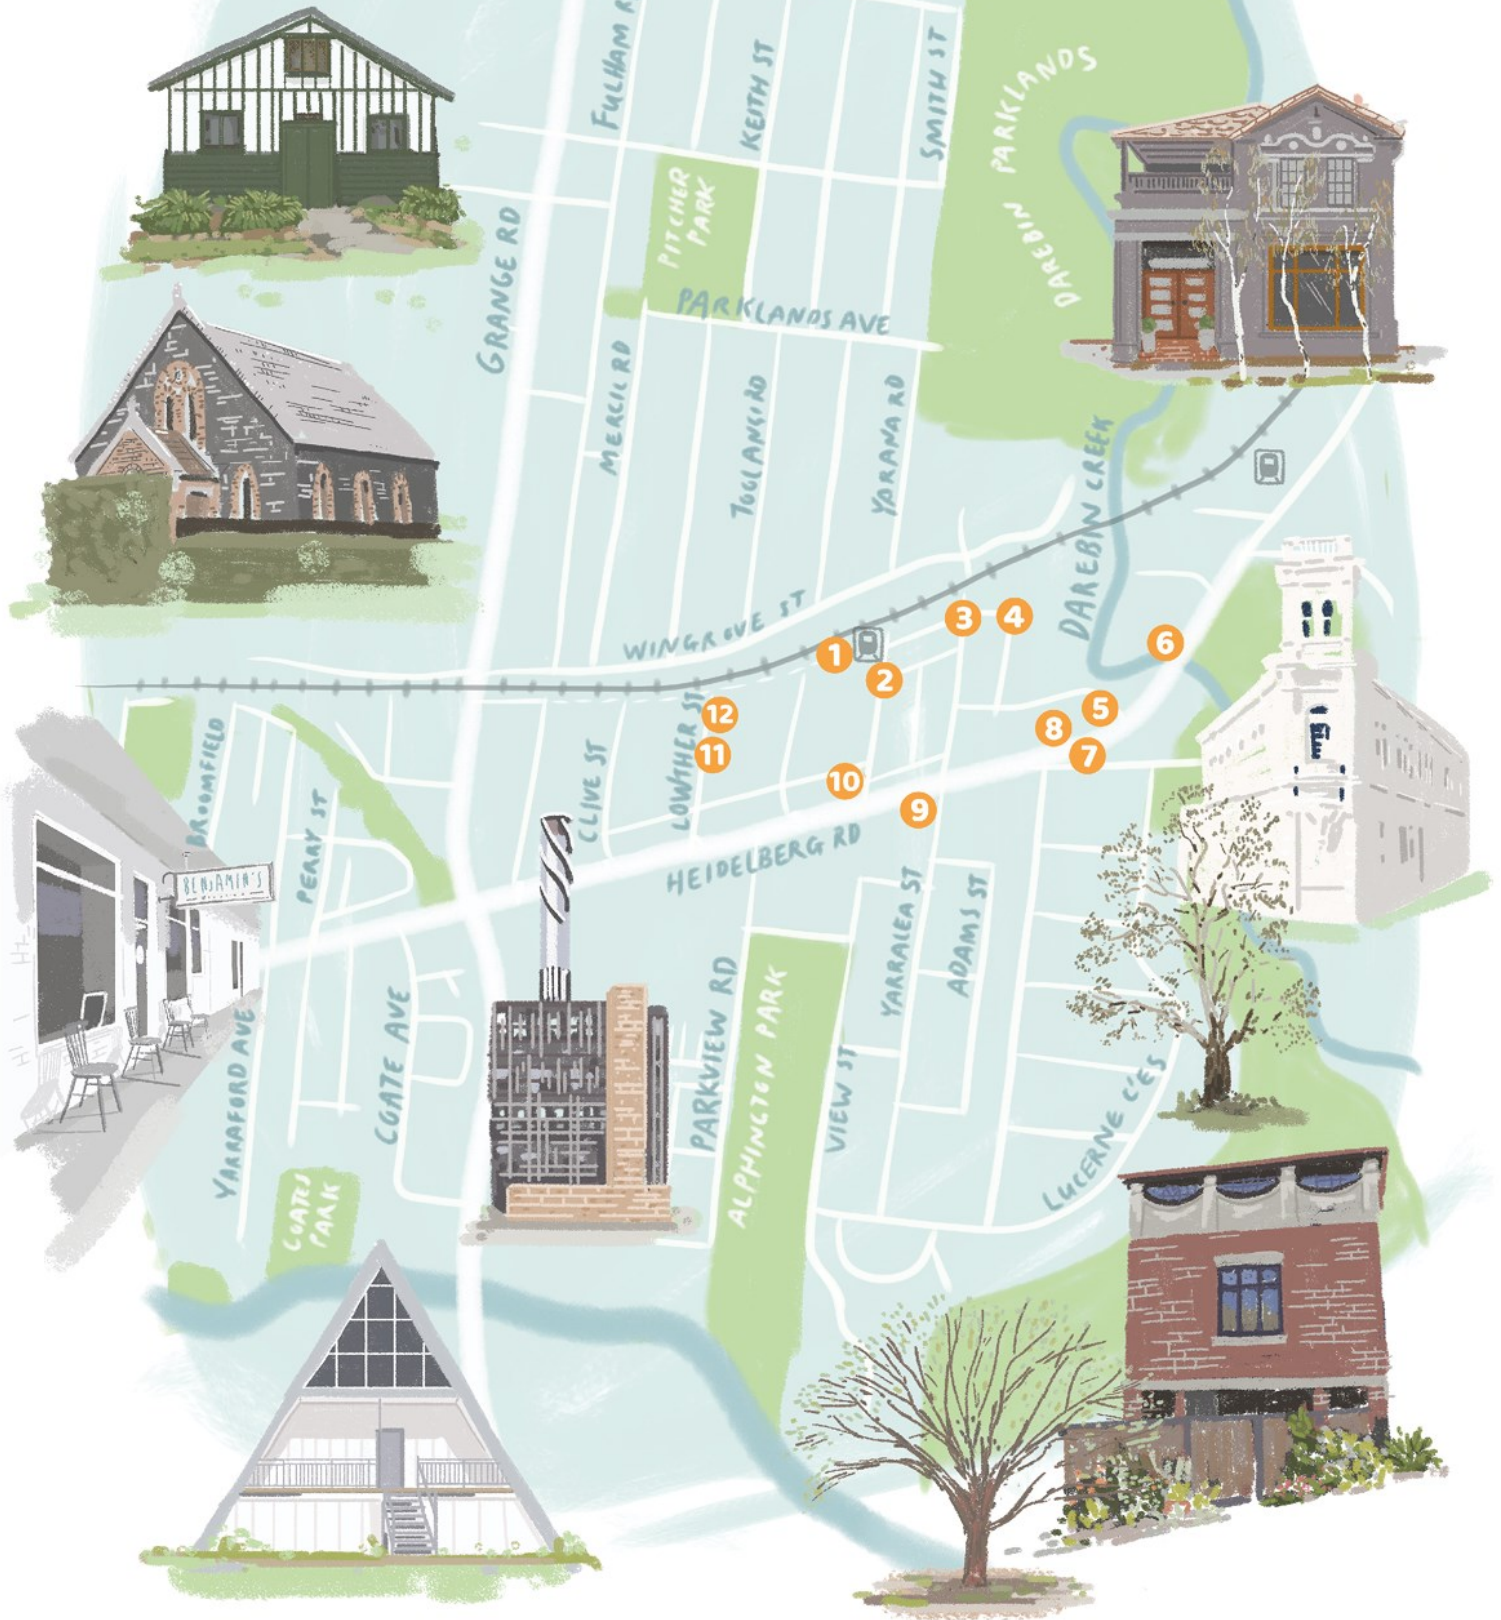 FULHAM R
KEITH ST
SMITH ST
DAREBIN PARKLANDS
PITCHER
PARK
GRANGE RD
PARKLANDS AVE
MERCIL RD
TOOLANGI RD
YARANA RD
DAREBIN CREEK
WINGROVE ST
3
4
1
6
2
12
5
8
11
7
10
9
LOWTHER ST
CLIVE ST
BROOMFIELD
PERRY ST
HEIDELBERG RD
BENJAMIN'S
YARRALEA ST
ADAMS ST
YARRAFORD AVE
COATE AVE
PARKVIEW RD
ALPHINGTON PARK
VIEW ST
LUCERNE C'ES
COATES
PARK